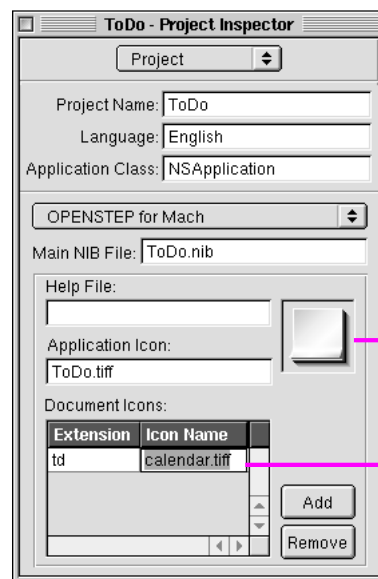 ToDo - Project Inspector
Project
Project Name: ToDo
Language: English
Application Class: NSApplication
OPENSTEP for Mach
Main NIB File: ToDo.nib
Help File:
Application Icon:
ToDo.tiff
Document Icons:
Extension Icon Name
td calendar.tiff
Add
Remove